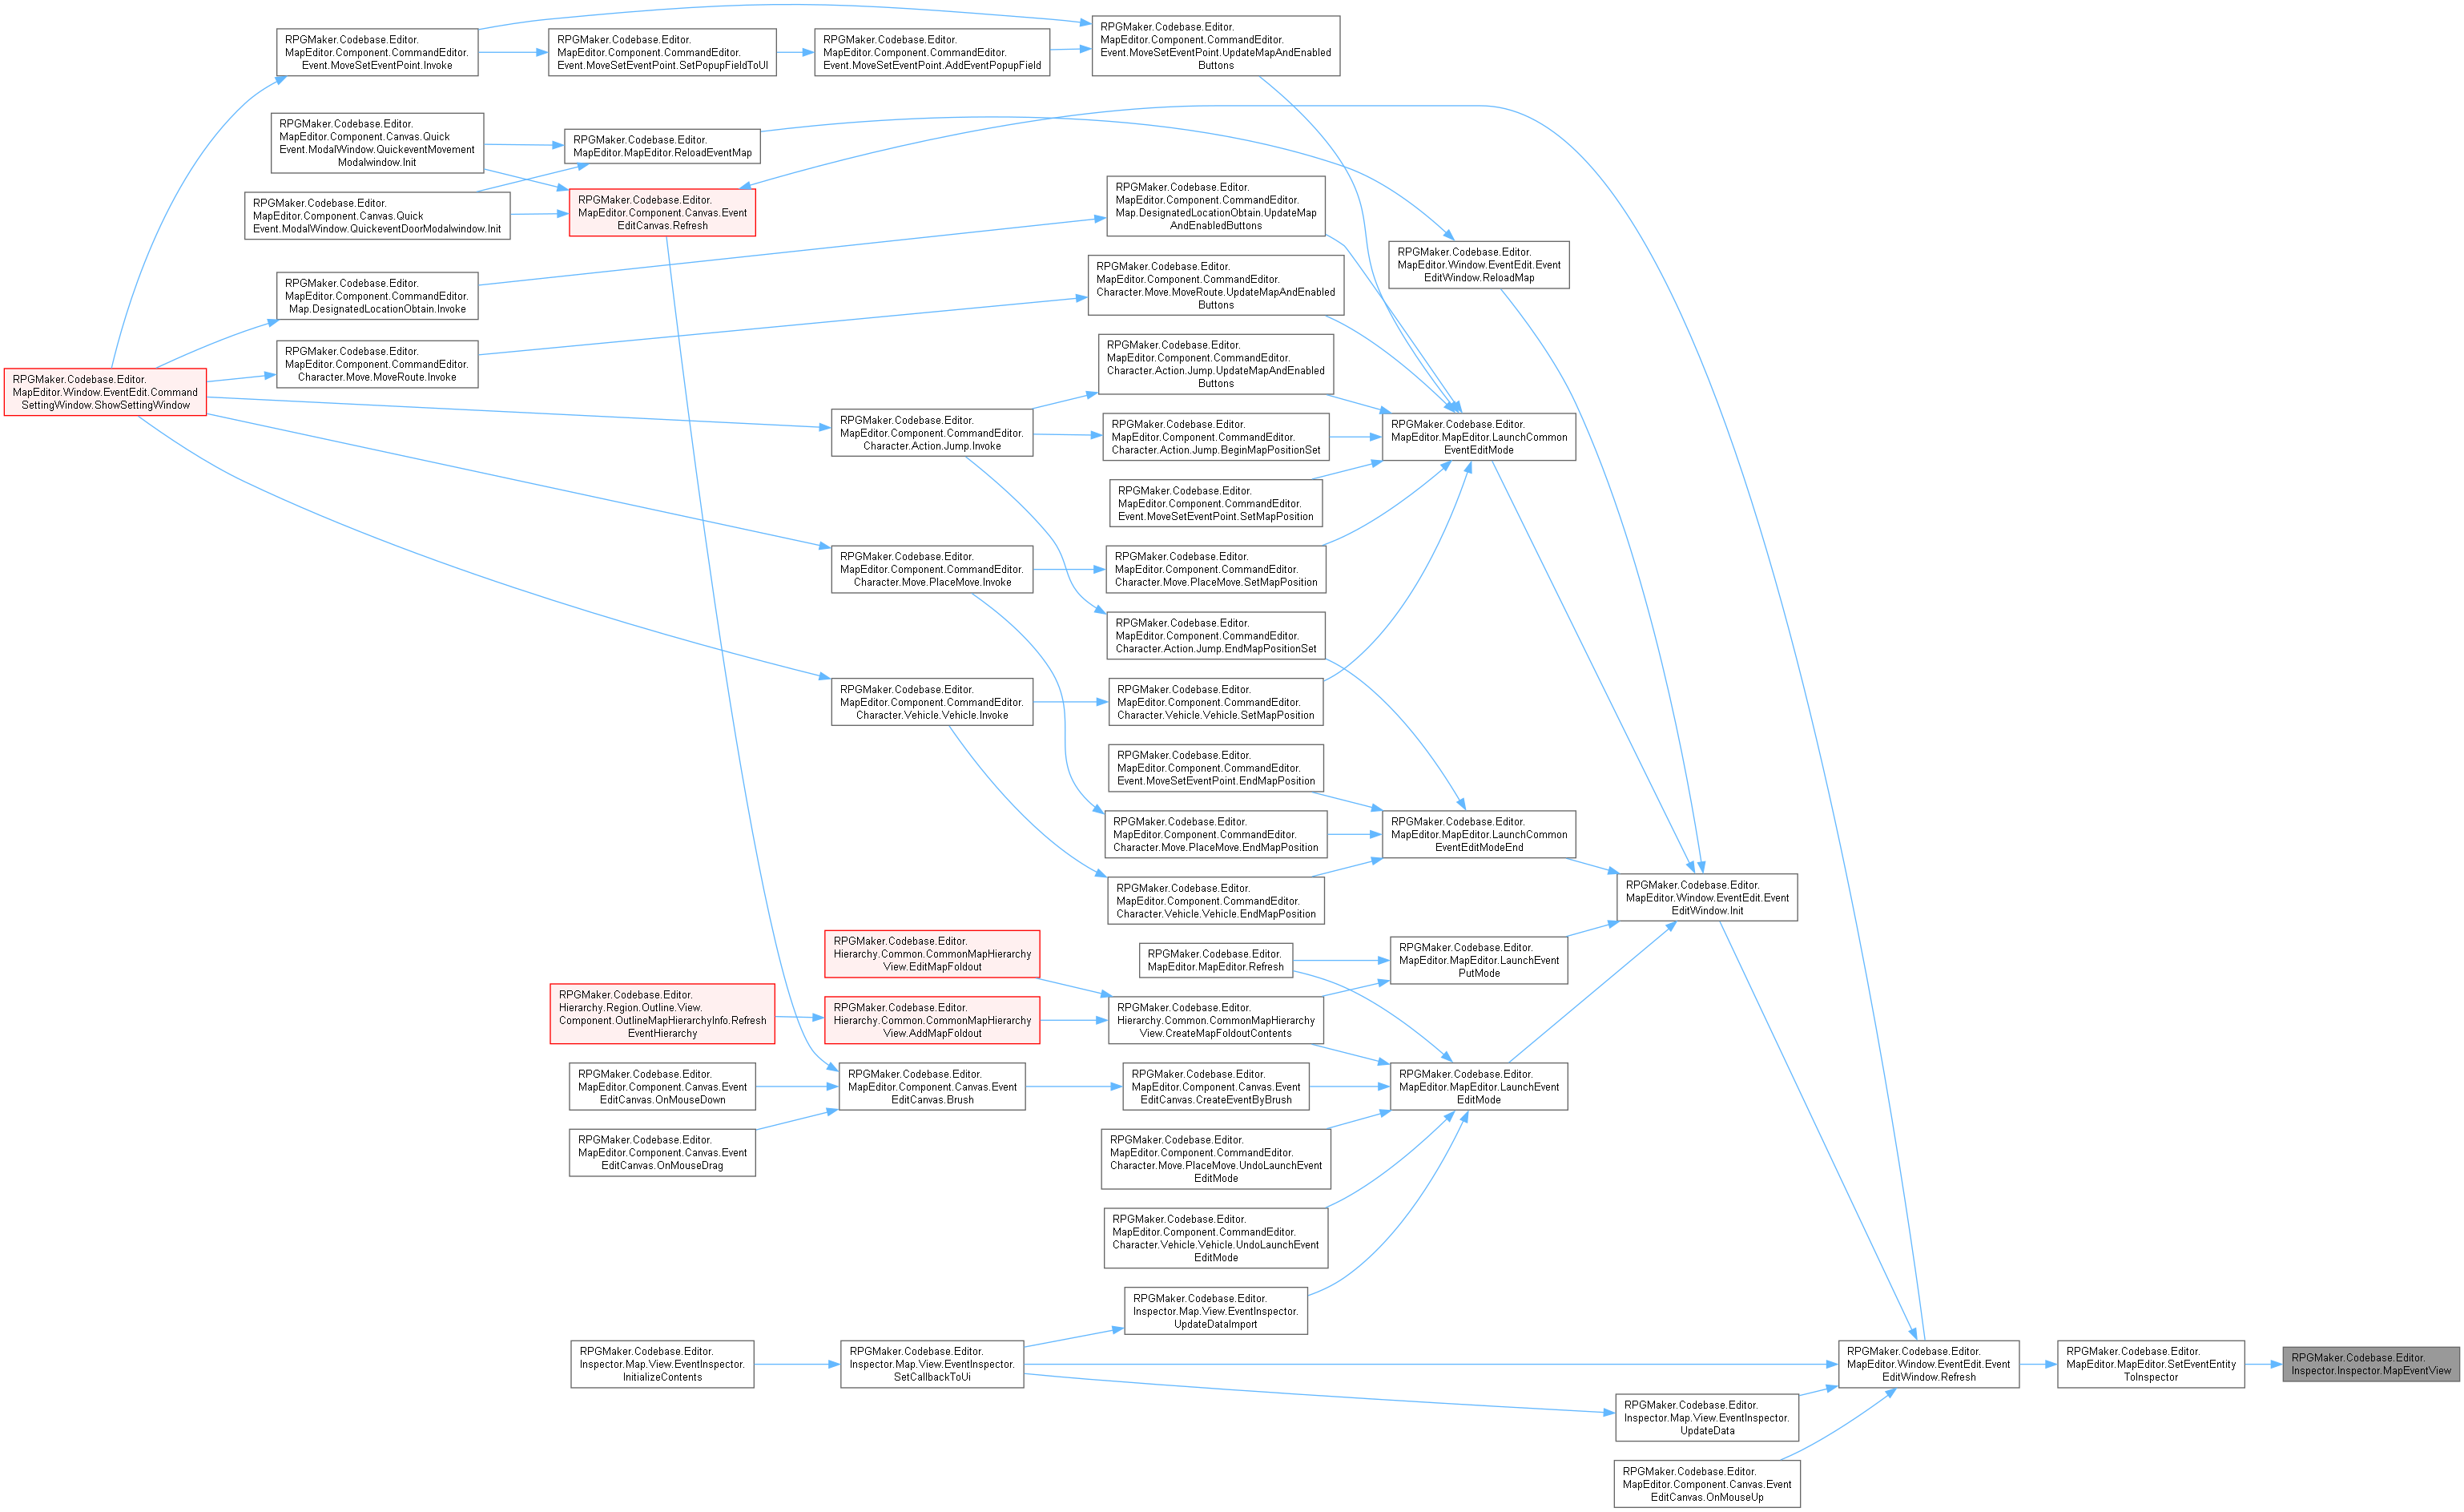 RPGMaker.Codebase.Editor.
MapEditor.Component.CommandEditor.
Event.MoveSetEventPoint.Invoke
RPGMaker.Codebase.Editor.
MapEditor.Component.CommandEditor.
Event.MoveSetEventPoint.SetPopupFieldToUI
RPGMaker.Codebase.Editor.
MapEditor.Component.CommandEditor.
Event.MoveSetEventPoint.AddEventPopupField
RPGMaker.Codebase.Editor.
MapEditor.Component.CommandEditor.
Event.MoveSetEventPoint.UpdateMapAndEnabled
Buttons
RPGMaker.Codebase.Editor.
MapEditor.Component.Canvas.Quick
Event.ModalWindow.QuickeventMovement
Modalwindow.Init
RPGMaker.Codebase.Editor.
MapEditor.MapEditor.ReloadEventMap
RPGMaker.Codebase.Editor.
MapEditor.Component.Canvas.Quick
Event.ModalWindow.QuickeventDoorModalwindow.Init
RPGMaker.Codebase.Editor.
MapEditor.Component.Canvas.Event
EditCanvas.Refresh
RPGMaker.Codebase.Editor.
MapEditor.Component.CommandEditor.
Map.DesignatedLocationObtain.UpdateMap
AndEnabledButtons
RPGMaker.Codebase.Editor.
MapEditor.Window.EventEdit.Event
EditWindow.ReloadMap
RPGMaker.Codebase.Editor.
MapEditor.Component.CommandEditor.
Map.DesignatedLocationObtain.Invoke
RPGMaker.Codebase.Editor.
MapEditor.Component.CommandEditor.
Character.Move.MoveRoute.UpdateMapAndEnabled
Buttons
RPGMaker.Codebase.Editor.
MapEditor.Component.CommandEditor.
Character.Move.MoveRoute.Invoke
RPGMaker.Codebase.Editor.
MapEditor.Component.CommandEditor.
Character.Action.Jump.UpdateMapAndEnabled
Buttons
RPGMaker.Codebase.Editor.
MapEditor.Window.EventEdit.Command
SettingWindow.ShowSettingWindow
RPGMaker.Codebase.Editor.
MapEditor.Component.CommandEditor.
Character.Action.Jump.Invoke
RPGMaker.Codebase.Editor.
MapEditor.Component.CommandEditor.
Character.Action.Jump.BeginMapPositionSet
RPGMaker.Codebase.Editor.
MapEditor.MapEditor.LaunchCommon
EventEditMode
RPGMaker.Codebase.Editor.
MapEditor.Component.CommandEditor.
Event.MoveSetEventPoint.SetMapPosition
RPGMaker.Codebase.Editor.
MapEditor.Component.CommandEditor.
Character.Move.PlaceMove.Invoke
RPGMaker.Codebase.Editor.
MapEditor.Component.CommandEditor.
Character.Move.PlaceMove.SetMapPosition
RPGMaker.Codebase.Editor.
MapEditor.Component.CommandEditor.
Character.Action.Jump.EndMapPositionSet
RPGMaker.Codebase.Editor.
MapEditor.Component.CommandEditor.
Character.Vehicle.Vehicle.Invoke
RPGMaker.Codebase.Editor.
MapEditor.Component.CommandEditor.
Character.Vehicle.Vehicle.SetMapPosition
RPGMaker.Codebase.Editor.
MapEditor.Component.CommandEditor.
Event.MoveSetEventPoint.EndMapPosition
RPGMaker.Codebase.Editor.
MapEditor.Component.CommandEditor.
Character.Move.PlaceMove.EndMapPosition
RPGMaker.Codebase.Editor.
MapEditor.MapEditor.LaunchCommon
EventEditModeEnd
RPGMaker.Codebase.Editor.
MapEditor.Component.CommandEditor.
Character.Vehicle.Vehicle.EndMapPosition
RPGMaker.Codebase.Editor.
MapEditor.Window.EventEdit.Event
EditWindow.Init
RPGMaker.Codebase.Editor.
Hierarchy.Common.CommonMapHierarchy
View.EditMapFoldout
RPGMaker.Codebase.Editor.
MapEditor.MapEditor.Refresh
RPGMaker.Codebase.Editor.
MapEditor.MapEditor.LaunchEvent
PutMode
RPGMaker.Codebase.Editor.
Hierarchy.Region.Outline.View.
Component.OutlineMapHierarchyInfo.Refresh
EventHierarchy
RPGMaker.Codebase.Editor.
Hierarchy.Common.CommonMapHierarchy
View.AddMapFoldout
RPGMaker.Codebase.Editor.
Hierarchy.Common.CommonMapHierarchy
View.CreateMapFoldoutContents
RPGMaker.Codebase.Editor.
MapEditor.Component.Canvas.Event
EditCanvas.OnMouseDown
RPGMaker.Codebase.Editor.
MapEditor.Component.Canvas.Event
EditCanvas.Brush
RPGMaker.Codebase.Editor.
MapEditor.Component.Canvas.Event
EditCanvas.CreateEventByBrush
RPGMaker.Codebase.Editor.
MapEditor.MapEditor.LaunchEvent
EditMode
RPGMaker.Codebase.Editor.
MapEditor.Component.Canvas.Event
EditCanvas.OnMouseDrag
RPGMaker.Codebase.Editor.
MapEditor.Component.CommandEditor.
Character.Move.PlaceMove.UndoLaunchEvent
EditMode
RPGMaker.Codebase.Editor.
MapEditor.Component.CommandEditor.
Character.Vehicle.Vehicle.UndoLaunchEvent
EditMode
RPGMaker.Codebase.Editor.
Inspector.Map.View.EventInspector.
UpdateDataImport
RPGMaker.Codebase.Editor.
Inspector.Map.View.EventInspector.
InitializeContents
RPGMaker.Codebase.Editor.
Inspector.Map.View.EventInspector.
SetCallbackToUi
RPGMaker.Codebase.Editor.
MapEditor.Window.EventEdit.Event
EditWindow.Refresh
RPGMaker.Codebase.Editor.
MapEditor.MapEditor.SetEventEntity
ToInspector
RPGMaker.Codebase.Editor.
Inspector.Inspector.MapEventView
RPGMaker.Codebase.Editor.
Inspector.Map.View.EventInspector.
UpdateData
RPGMaker.Codebase.Editor.
MapEditor.Component.Canvas.Event
EditCanvas.OnMouseUp